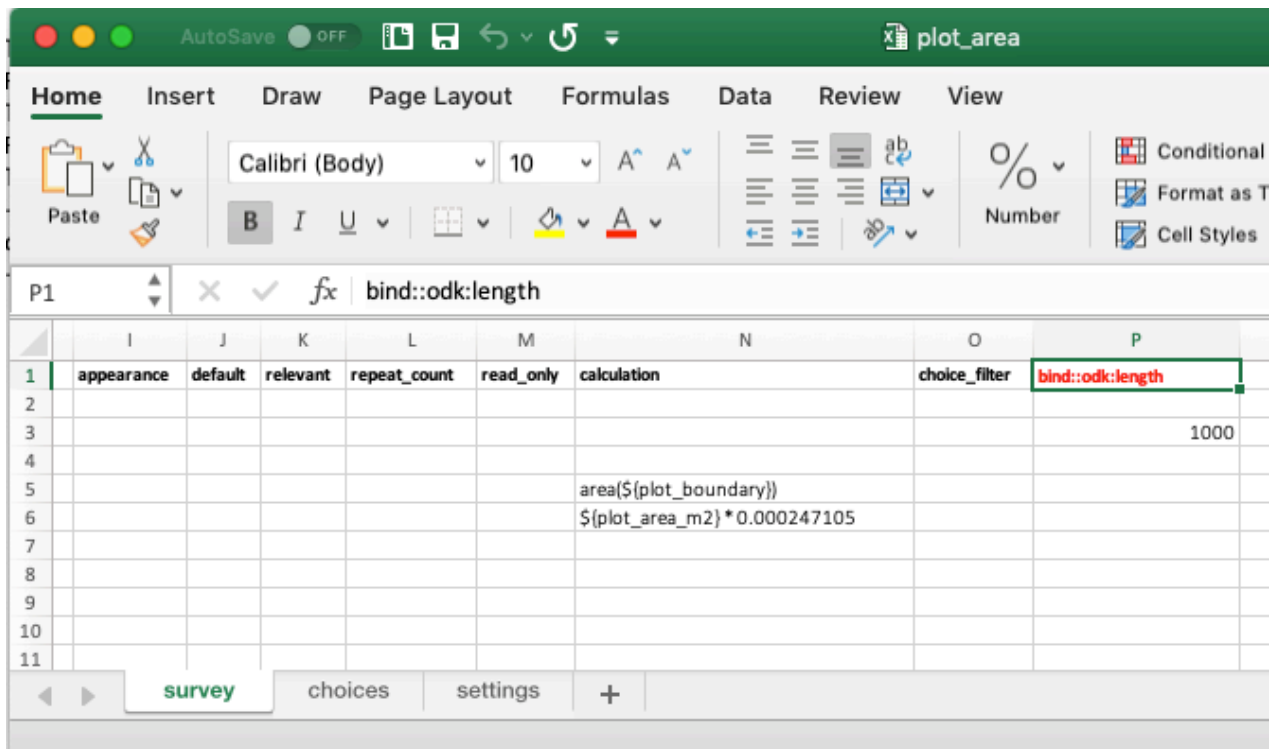 AutoSave OFF plot_area
Home Insert Draw Page Layout Formulas Data Review View
Paste Calibri (Body) 10 A A ab c % Number Conditional
B I U A ab Format as T
Cell Styles
P1 fx bind::odk:length
I J K L M N O P
1 appearance default relevant repeat_count read_only calculation choice_filter bind::odk:length
2
3 1000
4
5 area(${plot_boundary})
6 ${plot_area_m2} * 0.000247105
7
8
9
10
11
survey choices settings +